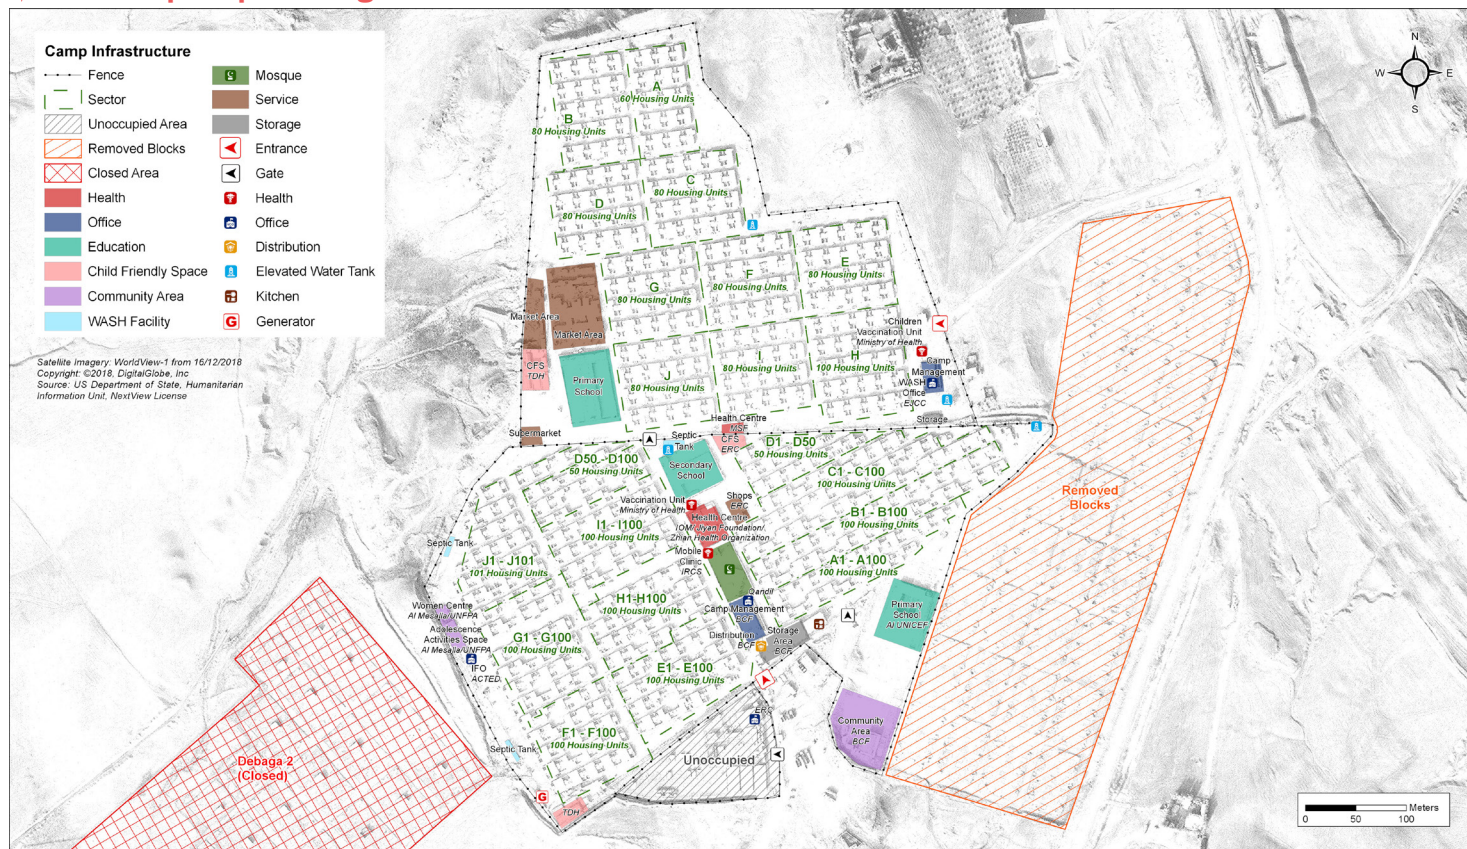 Camp Infrastructure
Fence
Sector
Unoccupied Area
Removed Blocks
Closed Area
Health
Office
Education
Child Friendly Space
Community Area
WASH Facility
Mosque
Service
Storage
Entrance
Gate
Health
Office
Distribution
Elevated Water Tank
Kitchen
G
Generator
Satellite Imagery: WorldView-1 from 16/12/2018
Copyright: ©2018, DigitalGlobe, Inc
Source: US Department of State, Humanitarian
Information Unit, NextView License
N
W
E
S
A
60 Housing Units
B
80 Housing Units
C
80 Housing Units
D
80 Housing Units
E
80 Housing Units
F
80 Housing Units
G
80 Housing Units
Market Area
Market Area
CFS
TDH
Primary
School
Supermarket
J
80 Housing Units
I
80 Housing Units
H
100 Housing Units
Children
Vaccination Unit
Ministry of Health
Camp
Management
WASH
Office
EJCC
Storage
Health Centre
MSF
CFS
ERC
Septic
Tank
Secondary
School
D1 - D50
50 Housing Units
D50 - D100
50 Housing Units
C1 - C100
100 Housing Units
B1 - B100
100 Housing Units
A1 - A100
100 Housing Units
Vaccination Unit
Ministry of Health
Shops
ERC
Health Centre
IOM/ Jiyan Foundation/
Zhian Health Organization
Mobile
Clinic
IRCS
I1 - I100
100 Housing Units
Septic Tank
J1 - J101
101 Housing Units
H1-H100
100 Housing Units
Women Centre
Al Mesalla/UNFPA
Adolescence
Activities Space
Al Mesalla/UNFPA
IFO
ACTED
G1 - G100
100 Housing Units
E1 - E100
100 Housing Units
F1 - F100
100 Housing Units
Qandil
Camp Management
BCF
Distribution
BCF
Storage
Area
BCF
Primary
School
AI UNICEF
Community
Area
BCF
ERC
Unoccupied
Septic Tank
G
TDH
Debaga 2
(Closed)
Removed
Blocks
Meters
0 50 100